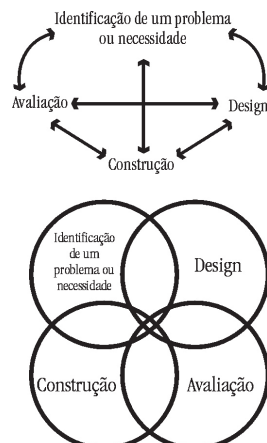 Identificação de um problema
ou necessidade
Avaliação
Design
Construção
Identificação
de um
problema ou
necessidade
Design
Construção
Avaliação